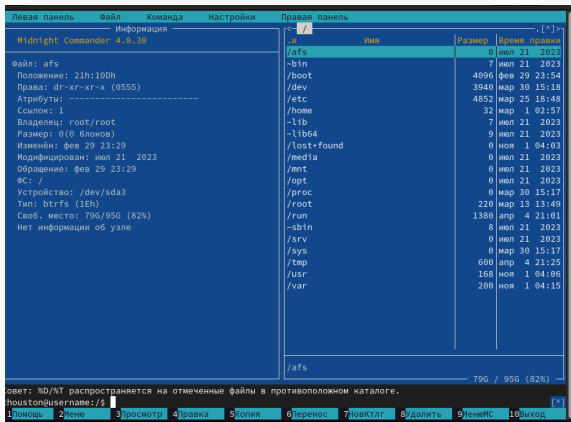 Левая панель Файл Команда Настройки Правая панель
Информация
Midnight Commander 4.8.30
Файл: afs
Положение: 21h:10Dh
Права: dr-xr-xr-x (0555)
Атрибуты: ------------------------
Ссылок: 1
Владелец: root/root
Размер: 0(0 блоков)
Изменён: фев 29 23:29
Модифицирован: июл 21 2023
Обращение: фев 29 23:29
ФС: /
Устройство: /dev/sda3
Тип: btrfs (1Eh)
Своб. место: 79G/95G (82%)
Нет информации об узле
<- / .[^]>
.и Имя Размер Время правки
/afs 0 июл 21 2023
~bin 7 июл 21 2023
/boot 4096 фев 29 23:54
/dev 3940 мар 30 15:18
/etc 4852 мар 25 18:48
/home 32 мар 1 02:57
~lib 7 июл 21 2023
~lib64 9 июл 21 2023
/lost+found 0 ноя 1 04:03
/media 0 июл 21 2023
/mnt 0 июл 21 2023
/opt 0 июл 21 2023
/proc 0 мар 30 15:17
/root 220 мар 13 13:49
/run 1380 апр 4 21:01
~sbin 8 июл 21 2023
/srv 0 июл 21 2023
/sys 0 мар 30 15:17
/tmp 600 апр 4 21:25
/usr 168 ноя 1 04:06
/var 200 ноя 1 04:15
/afs
79G / 95G (82%)
Совет: %D/%T распространяется на отмеченные файлы в противоположном каталоге.
thouston@username:/$ [^]
1Помощь 2Меню 3Просмотр 4Правка 5Копия 6Перенос 7НовКтлг 8Удалить 9МенюМС 10Выход